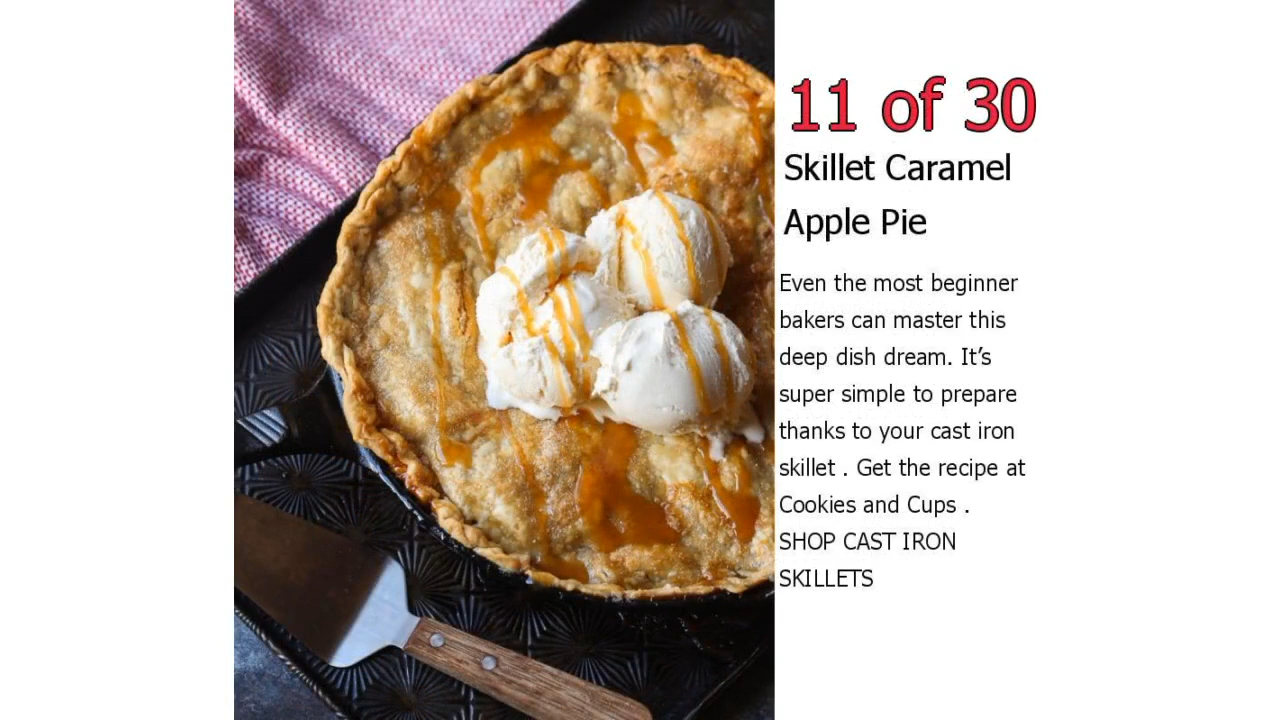 11 of 30
Skillet Caramel
Apple Pie
Even the most beginner
bakers can master this
deep dish dream. It’s
super simple to prepare
thanks to your cast iron
skillet . Get the recipe at
Cookies and Cups .
SHOP CAST IRON
SKILLETS